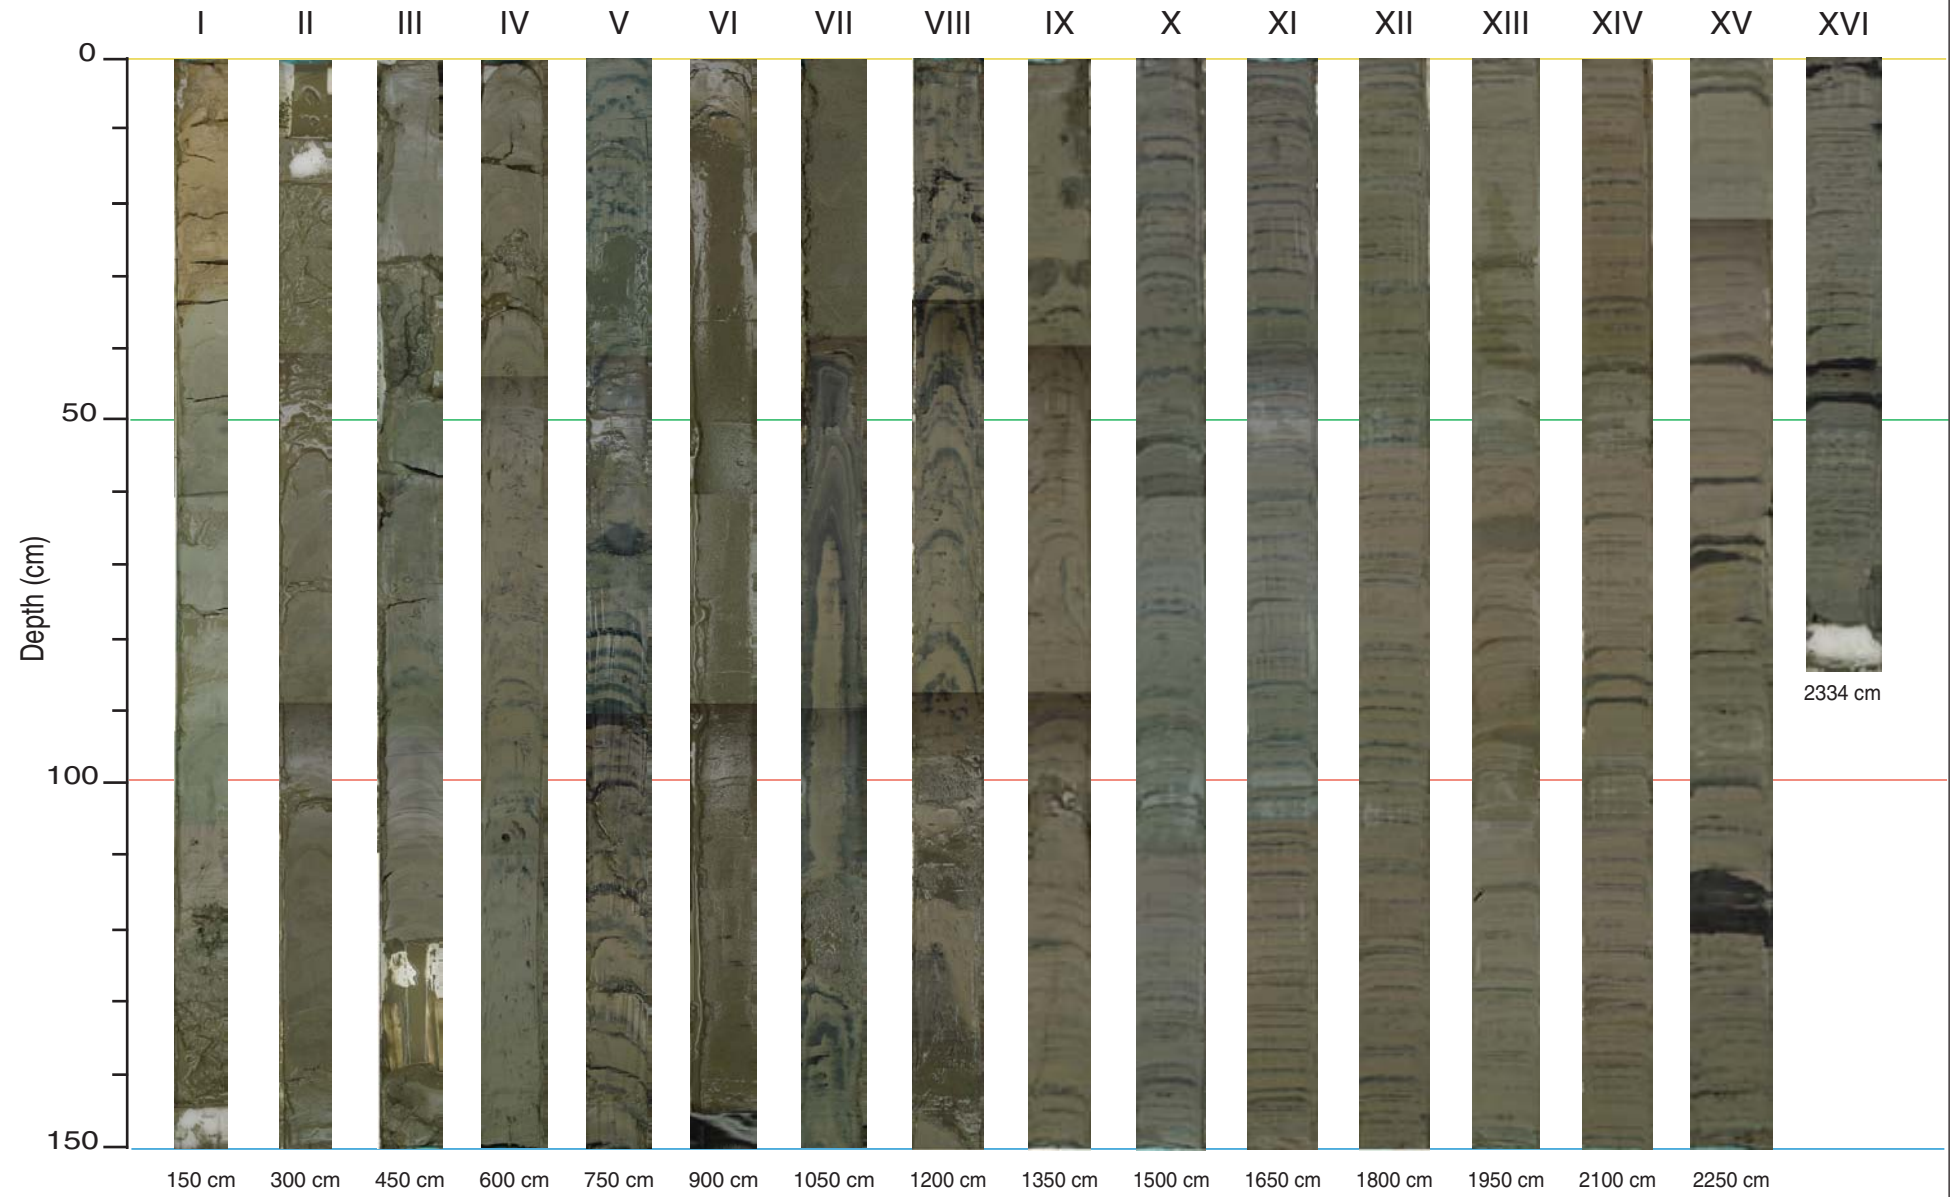 I II III IV V VI VII VIII IX X XI XII XIII XIV XV XVI
0
50
100
150
Depth (cm)
2334 cm
150 cm 300 cm 450 cm 600 cm 750 cm 900 cm 1050 cm 1200 cm 1350 cm 1500 cm 1650 cm 1800 cm 1950 cm 2100 cm 2250 cm